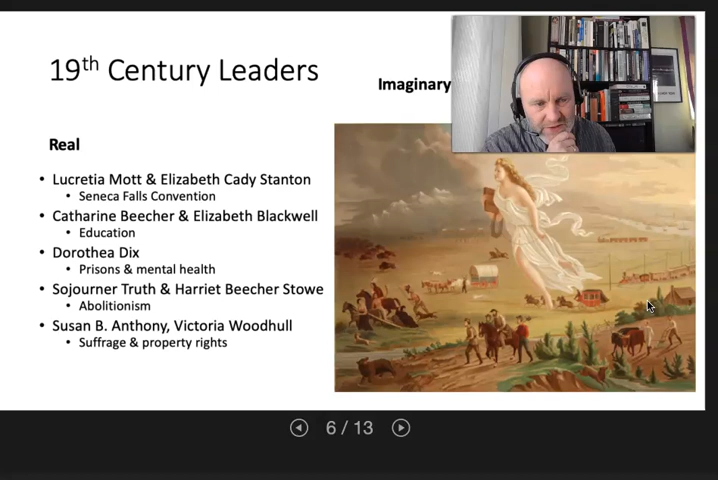 19th Century Leaders
Imaginary
Real
• Lucretia Mott & Elizabeth Cady Stanton
• Seneca Falls Convention
• Catharine Beecher & Elizabeth Blackwell
• Education
• Dorothea Dix
• Prisons & mental health
• Sojourner Truth & Harriet Beecher Stowe
• Abolitionism
• Susan B. Anthony, Victoria Woodhull
• Suffrage & property rights
6 / 13